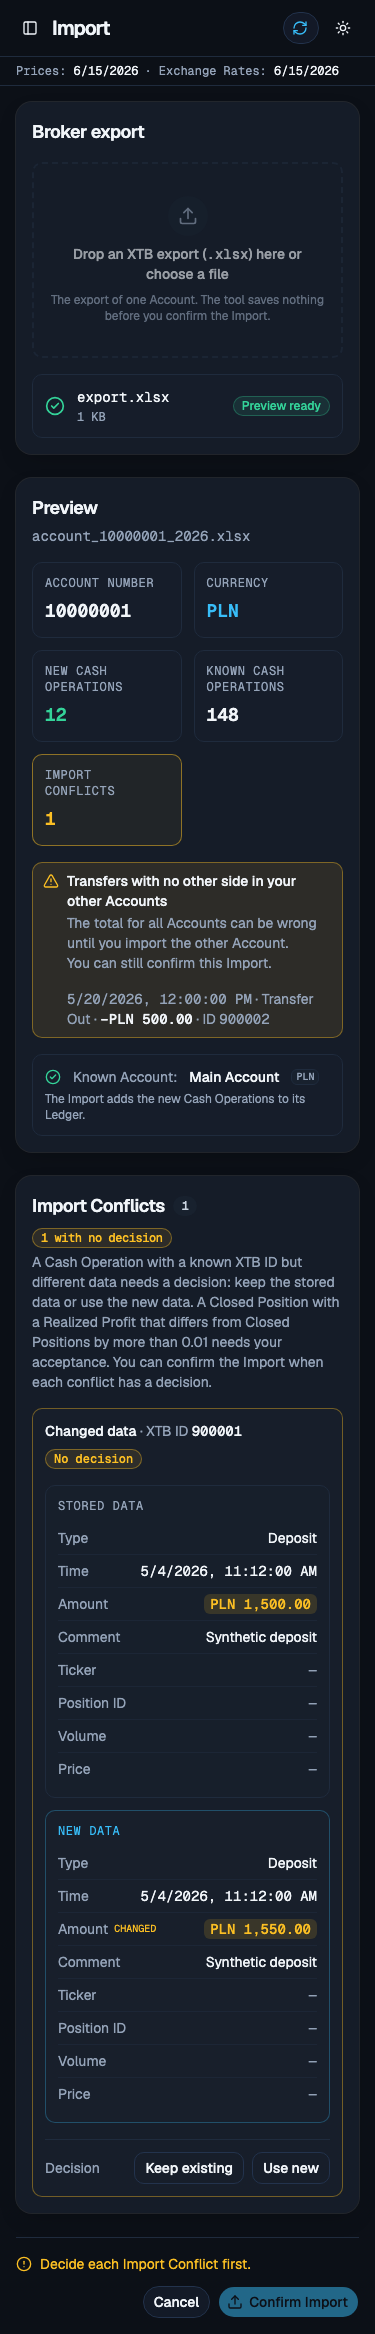 Import
Prices: 6/15/2026 · Exchange Rates: 6/15/2026
Broker export
Drop an XTB export (.xlsx) here or
choose a file
The export of one Account. The tool saves nothing
before you confirm the Import.
export.xlsx
1 KB
Preview ready
Preview
account_10000001_2026.xlsx
ACCOUNT NUMBER
10000001
CURRENCY
PLN
NEW CASH
OPERATIONS
12
KNOWN CASH
OPERATIONS
148
IMPORT
CONFLICTS
1
Transfers with no other side in your
other Accounts
The total for all Accounts can be wrong
until you import the other Account.
You can still confirm this Import.
5/20/2026, 12:00:00 PM · Transfer
Out · −PLN 500.00 · ID 900002
Known Account: Main Account PLN
The Import adds the new Cash Operations to its
Ledger.
Import Conflicts 1
1 with no decision
A Cash Operation with a known XTB ID but
different data needs a decision: keep the stored
data or use the new data. A Closed Position with
a Realized Profit that differs from Closed
Positions by more than 0.01 needs your
acceptance. You can confirm the Import when
each conflict has a decision.
Changed data · XTB ID 900001
No decision
STORED DATA
Type Deposit
Time 5/4/2026, 11:12:00 AM
Amount PLN 1,500.00
Comment Synthetic deposit
Ticker –
Position ID –
Volume –
Price –
NEW DATA
Type Deposit
Time 5/4/2026, 11:12:00 AM
Amount CHANGED PLN 1,550.00
Comment Synthetic deposit
Ticker –
Position ID –
Volume –
Price –
Decision Keep existing Use new
Decide each Import Conflict first.
Cancel Confirm Import